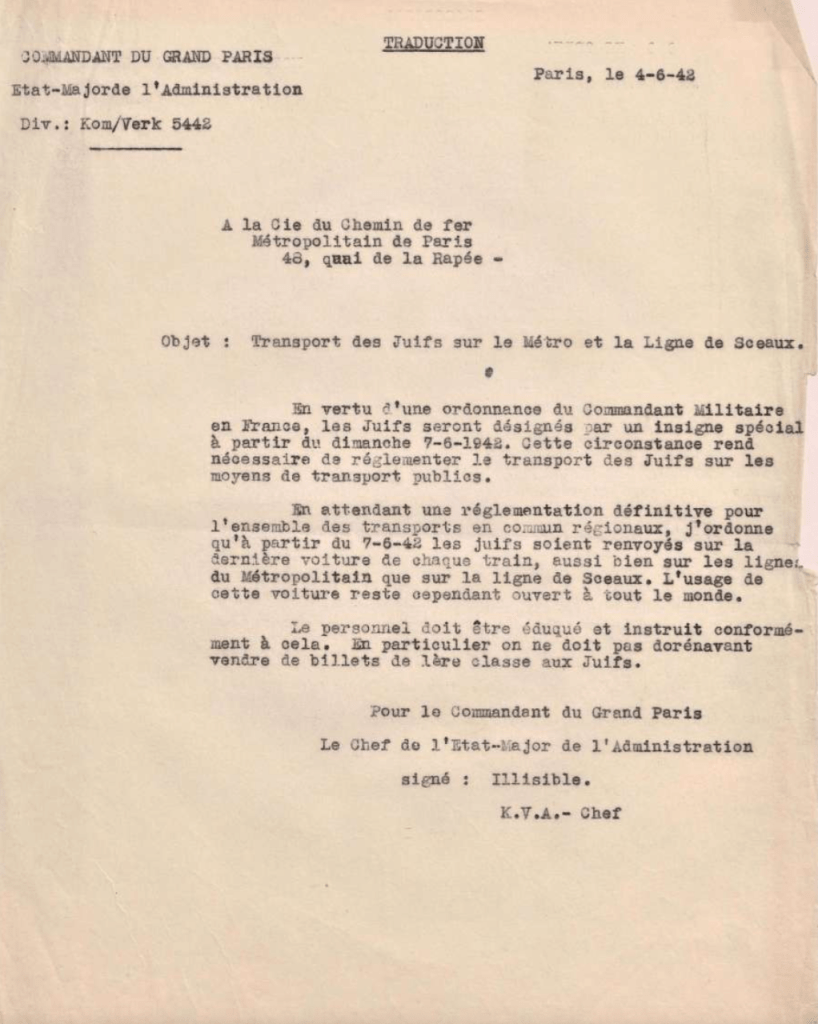 TRADUCTION
COMMANDANT DU GRAND PARIS
Paris, le 4-6-42
Etat-Majorde l'Administration
Div.: Kom/Verk 5442
A la Cie du Chemin de fer
Métropolitain de Paris
48, quai de la Rapée -
Objet : Transport des Juifs sur le Métro et la Ligne de Sceaux.
En vertu d'une ordonnance du Commandant Militaire
en France, les Juifs seront désignés par un insigne spécial
à partir du dimanche 7-6-1942. Cette circonstance rend
nécessaire de réglementer le transport des Juifs sur les
moyens de transport publics.
En attendant une réglementation définitive pour
l'ensemble des transports en commun régionaux, j'ordonne
qu'à partir du 7-6-42 les juifs soient renvoyés sur la
dernière voiture de chaque train, aussi bien sur les lignes
du Métropolitain que sur la ligne de Sceaux. L'usage de
cette voiture reste cependant ouvert à tout le monde.
Le personnel doit être éduqué et instruit conformé-
ment à cela. En particulier on ne doit pas dorénavant
vendre de billets de 1ère classe aux Juifs.
Pour le Commandant du Grand Paris
Le Chef de l'Etat-Major de l'Administration
signé : Illisible.
K.V.A.- Chef